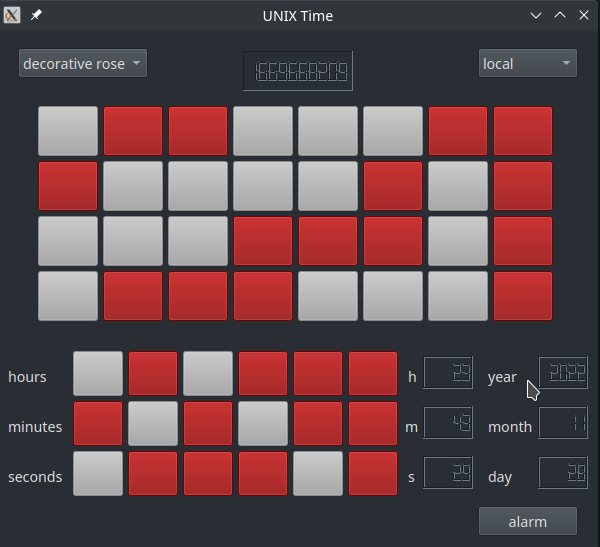 UNIX Time
decorative rose
1669668209
local
hours
h
23
year
2022
minutes
m
43
month
11
seconds
s
29
day
28
alarm